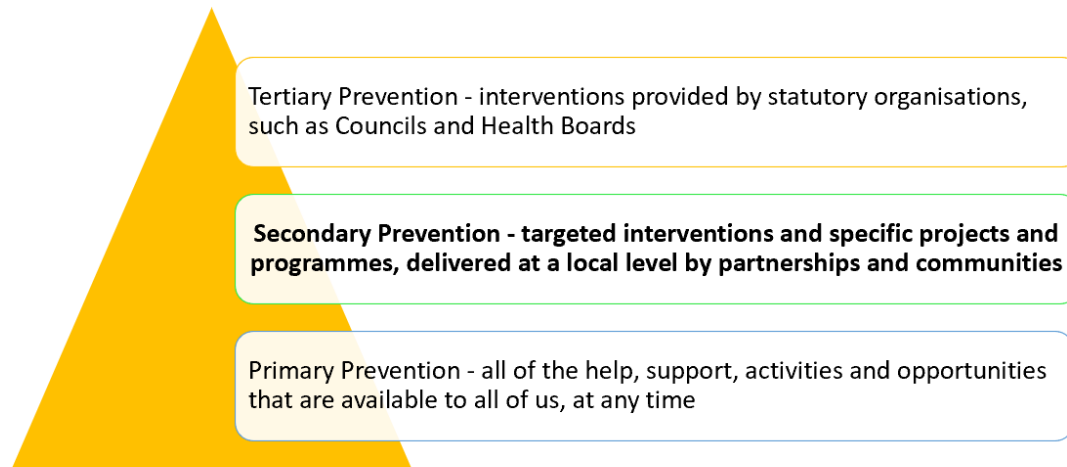 Tertiary Prevention - interventions provided by statutory organisations,
such as Councils and Health Boards
Secondary Prevention - targeted interventions and specific projects and
programmes, delivered at a local level by partnerships and communities
Primary Prevention - all of the help, support, activities and opportunities
that are available to all of us, at any time